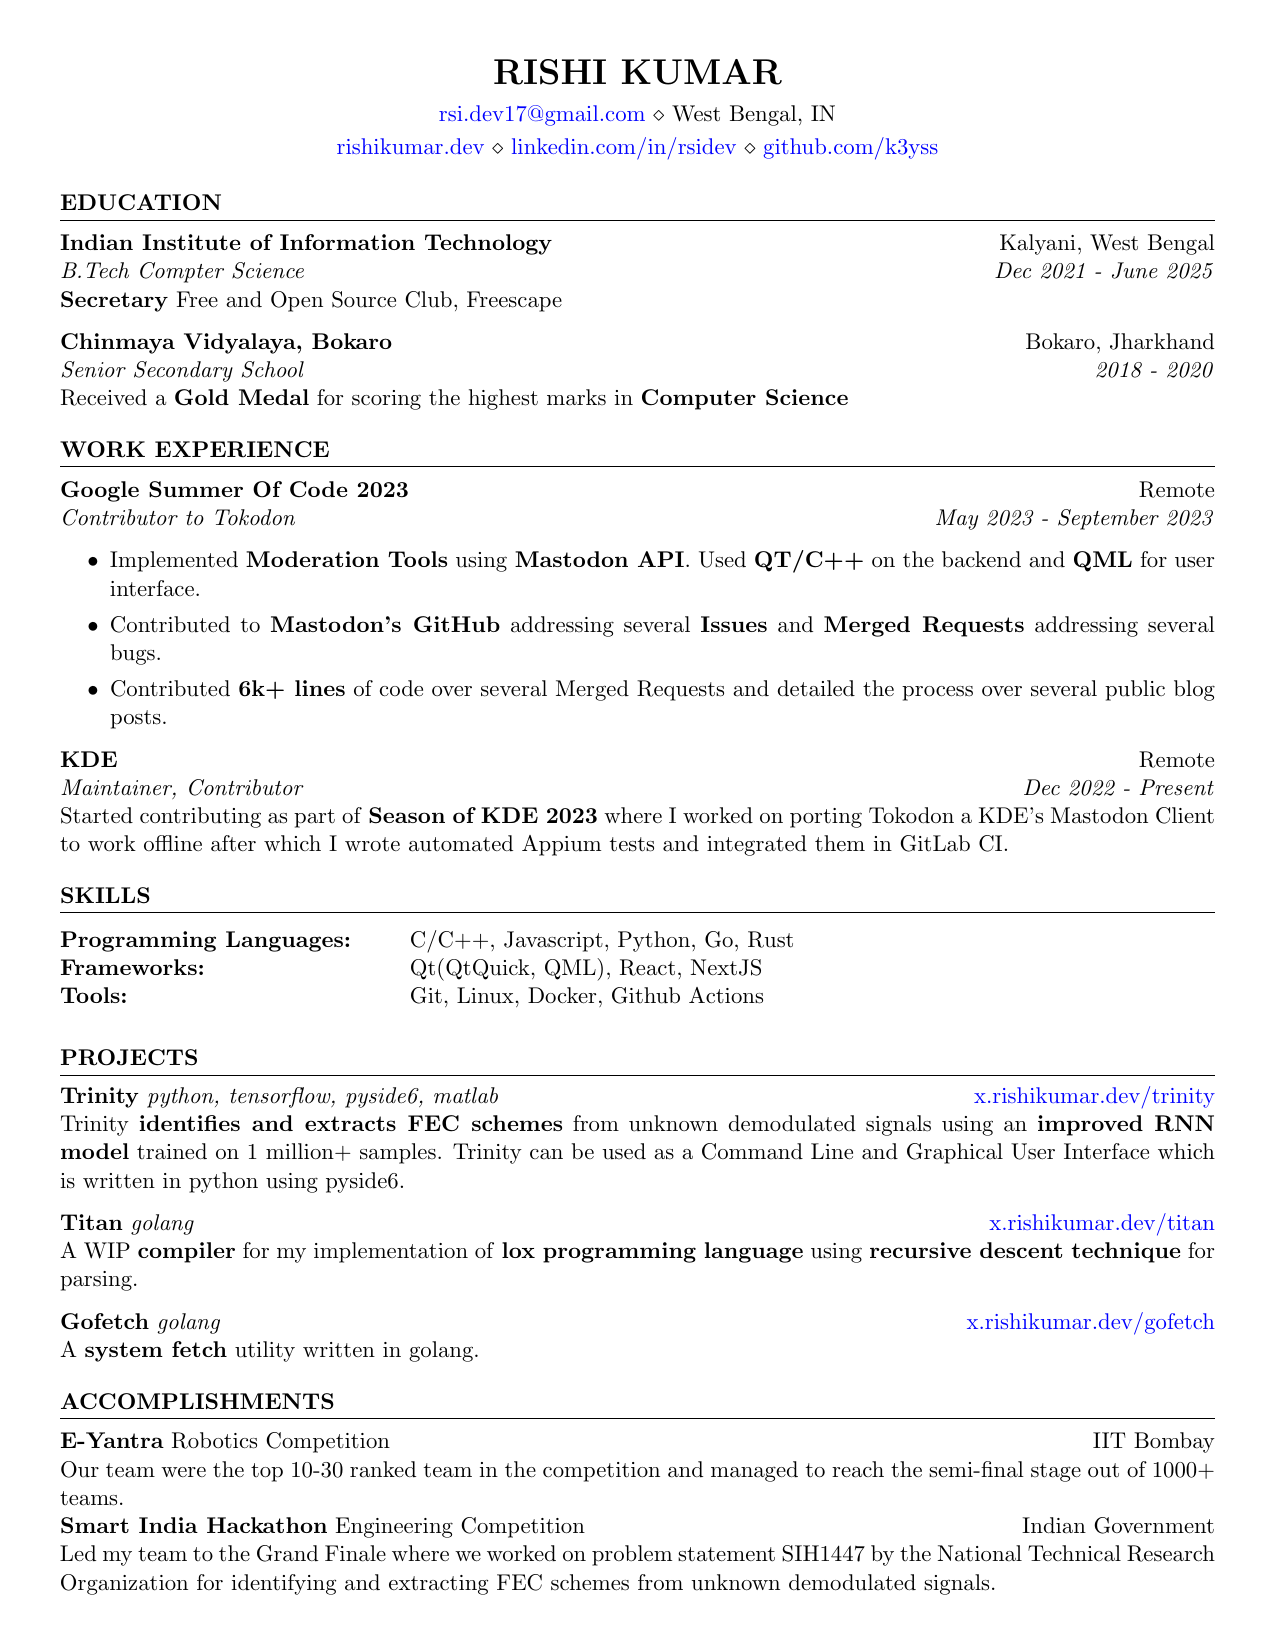 RISHI KUMAR
rsi.dev17@gmail.com ⋄ West Bengal, IN
rishikumar.dev ⋄ linkedin.com/in/rsidev ⋄ github.com/k3yss
EDUCATION
Indian Institute of Information Technology Kalyani, West Bengal
B.Tech Compter Science Dec 2021 - June 2025
Secretary Free and Open Source Club, Freescape
Chinmaya Vidyalaya, Bokaro Bokaro, Jharkhand
Senior Secondary School 2018 - 2020
Received a Gold Medal for scoring the highest marks in Computer Science
WORK EXPERIENCE
Google Summer Of Code 2023 Remote
Contributor to Tokodon May 2023 - September 2023
• Implemented Moderation Tools using Mastodon API. Used QT/C++ on the backend and QML for user
interface.
• Contributed to Mastodon's GitHub addressing several Issues and Merged Requests addressing several
bugs.
• Contributed 6k+ lines of code over several Merged Requests and detailed the process over several public blog
posts.
KDE Remote
Maintainer, Contributor Dec 2022 - Present
Started contributing as part of Season of KDE 2023 where I worked on porting Tokodon a KDE's Mastodon Client
to work offline after which I wrote automated Appium tests and integrated them in GitLab CI.
SKILLS
Programming Languages: C/C++, Javascript, Python, Go, Rust
Frameworks: Qt(QtQuick, QML), React, NextJS
Tools: Git, Linux, Docker, Github Actions
PROJECTS
Trinity python, tensorflow, pyside6, matlab x.rishikumar.dev/trinity
Trinity identifies and extracts FEC schemes from unknown demodulated signals using an improved RNN
model trained on 1 million+ samples. Trinity can be used as a Command Line and Graphical User Interface which
is written in python using pyside6.
Titan golang x.rishikumar.dev/titan
A WIP compiler for my implementation of lox programming language using recursive descent technique for
parsing.
Gofetch golang x.rishikumar.dev/gofetch
A system fetch utility written in golang.
ACCOMPLISHMENTS
E-Yantra Robotics Competition IIT Bombay
Our team were the top 10-30 ranked team in the competition and managed to reach the semi-final stage out of 1000+
teams.
Smart India Hackathon Engineering Competition Indian Government
Led my team to the Grand Finale where we worked on problem statement SIH1447 by the National Technical Research
Organization for identifying and extracting FEC schemes from unknown demodulated signals.